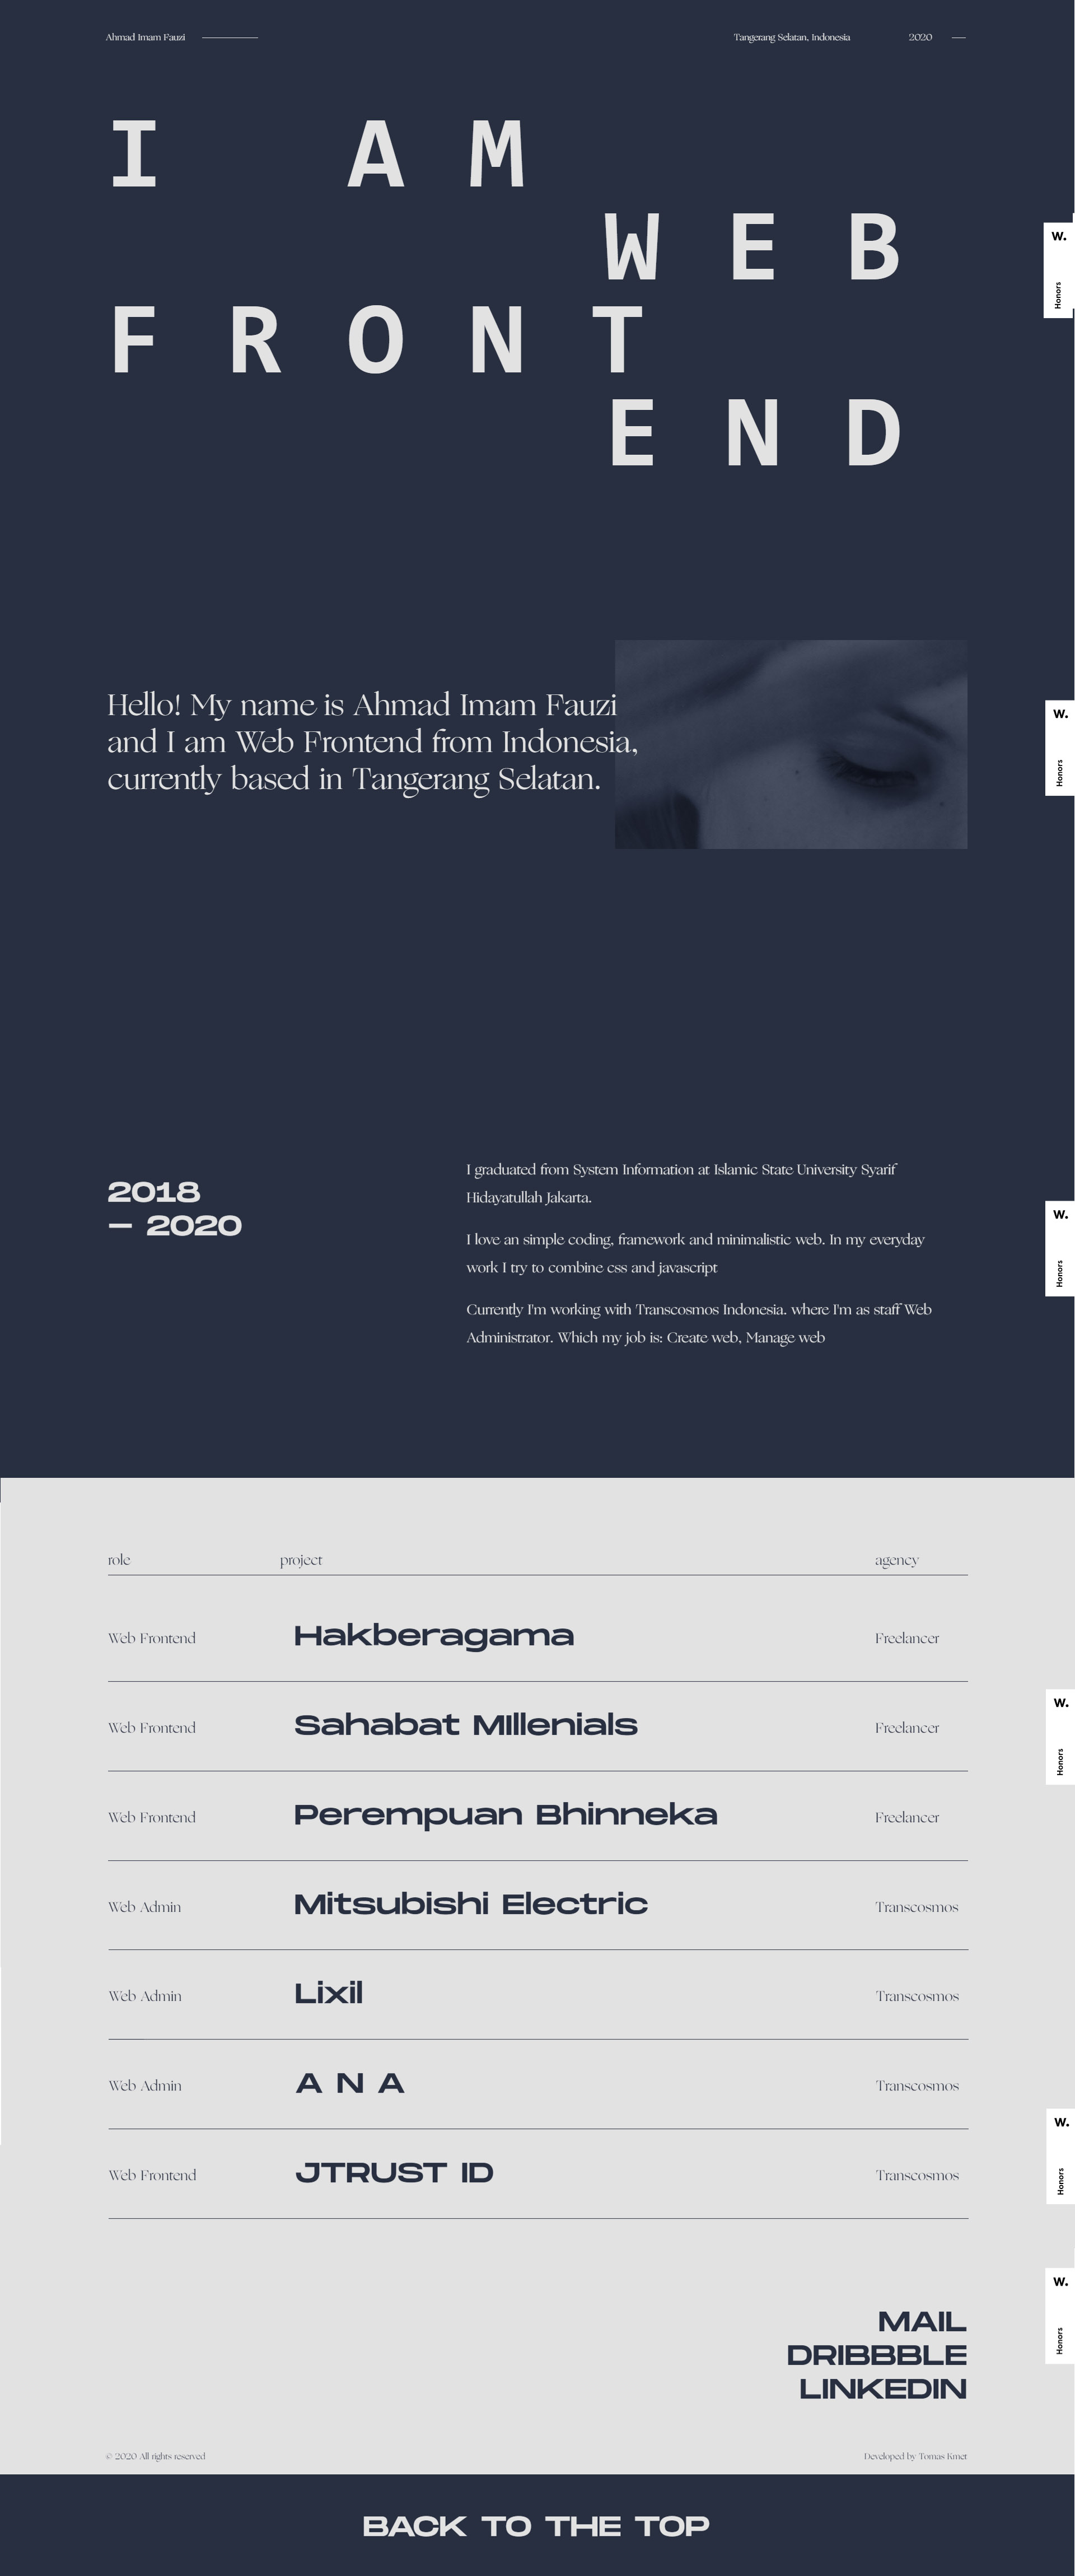 Ahmad Imam Fauzi
Tangerang Selatan, Indonesia 2020
I AM
WEB
W.
Honors
FRONT
END
Hello! My name is Ahmad Imam Fauzi
and I am Web Frontend from Indonesia,
currently based in Tangerang Selatan.
W.
Honors
2018
— 2020
I graduated from System Information at Islamic State University Syarif
Hidayatullah Jakarta.
I love an simple coding, framework and minimalistic web. In my everyday
work I try to combine css and javascript
Currently I'm working with Transcosmos Indonesia. where I'm as staff Web
Administrator. Which my job is: Create web, Manage web
W.
Honors
role project agency
Web Frontend Hakberagama Freelancer
Web Frontend Sahabat MIllenials Freelancer
W.
Honors
Web Frontend Perempuan Bhinneka Freelancer
Web Admin Mitsubishi Electric Transcosmos
Web Admin Lixil Transcosmos
Web Admin A N A Transcosmos
Web Frontend JTRUST ID Transcosmos
W.
Honors
W.
Honors
MAIL
DRIBBBLE
LINKEDIN
© 2020 All rights reserved
Developed by Tomas Kmet
BACK TO THE TOP